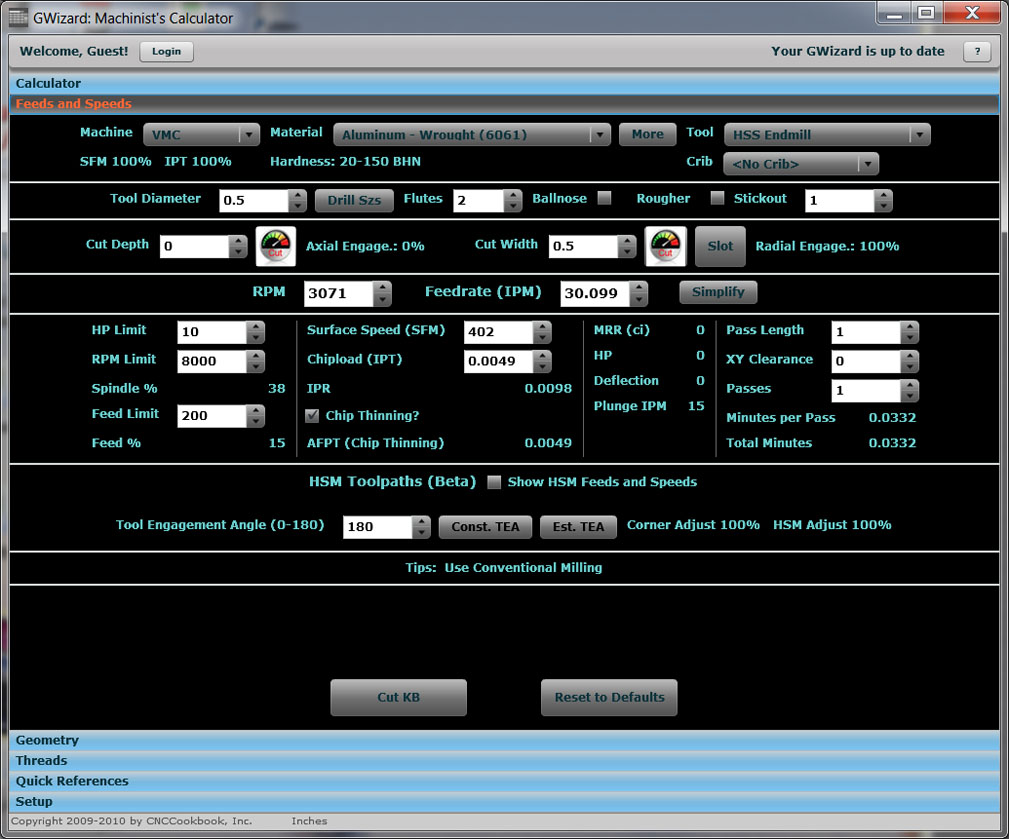 GWizard: Machinist's Calculator
Welcome, Guest! Login Your GWizard is up to date ?
Calculator
Feeds and Speeds
Machine VMC Material Aluminum - Wrought (6061) More Tool HSS Endmill
SFM 100% IPT 100% Hardness: 20-150 BHN Crib <No Crib>
Tool Diameter 0.5 Drill Szs Flutes 2 Ballnose Rougher Stickout 1
Cut Depth 0 Cut Axial Engage.: 0% Cut Width 0.5 Cut Slot Radial Engage.: 100%
RPM 3071 Feedrate (IPM) 30.099 Simplify
HP Limit 10 Surface Speed (SFM) 402 MRR (ci) 0 Pass Length 1
RPM Limit 8000 Chipload (IPT) 0.0049 HP 0 XY Clearance 0
Spindle % 38 IPR 0.0098 Deflection 0 Passes 1
Feed Limit 200 Chip Thinning? Plunge IPM 15 Minutes per Pass 0.0332
Feed % 15 AFPT (Chip Thinning) 0.0049 Total Minutes 0.0332
HSM Toolpaths (Beta) Show HSM Feeds and Speeds
Tool Engagement Angle (0-180) 180 Const. TEA Est. TEA Corner Adjust 100% HSM Adjust 100%
Tips: Use Conventional Milling
Cut KB Reset to Defaults
Geometry
Threads
Quick References
Setup
Copyright 2009-2010 by CNCCookbook, Inc. Inches